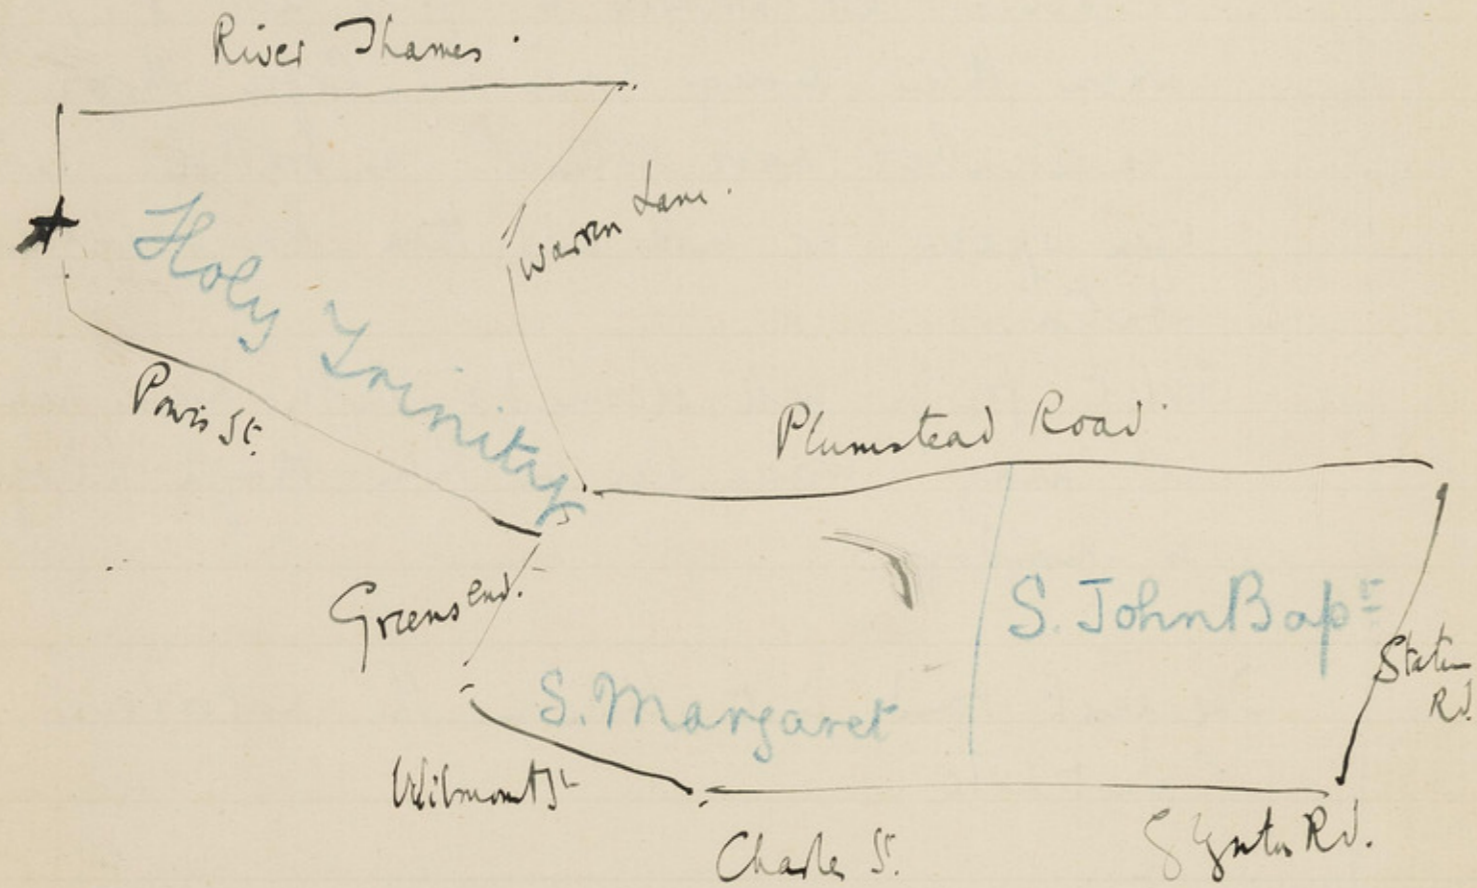 River Thames.
Warren Lane.
Holy Trinity
Powis St.
Plumstead Road
Greens End.
S. John Bapt
Station
Rd.
S. Margaret
Wilmount St
Charles St.
Rd.